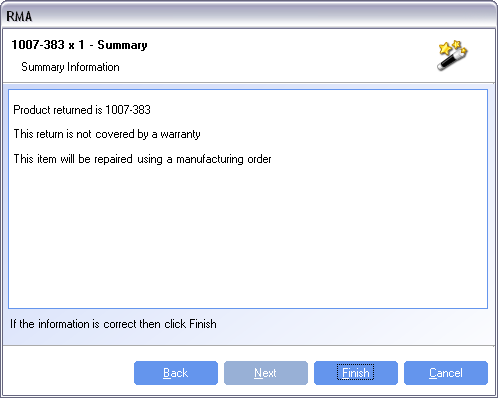 RMA
1007-383 x 1 - Summary
Summary Information
Product returned is 1007-383
This return is not covered by a warranty
This item will be repaired using a manufacturing order
If the information is correct then click Finish
Back Next Finish Cancel